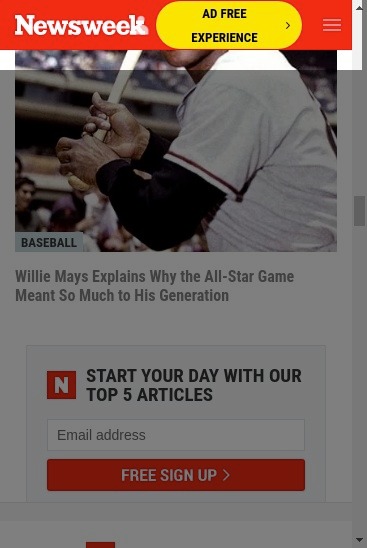 Newsweek
AD FREE
EXPERIENCE
BASEBALL
Willie Mays Explains Why the All-Star Game
Meant So Much to His Generation
N
START YOUR DAY WITH OUR
TOP 5 ARTICLES
Email address
FREE SIGN UP